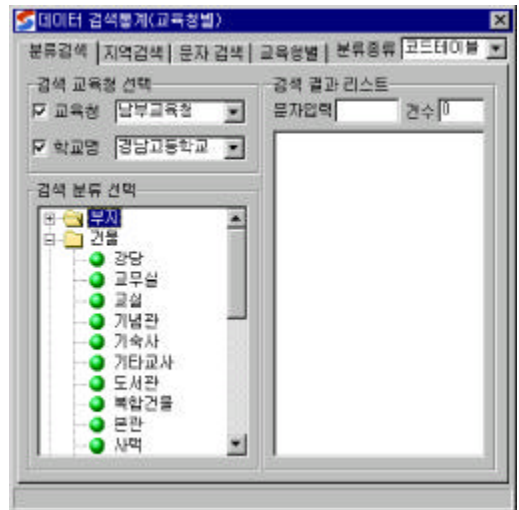 데이터 검색통계(교육청별)
분류검색 지역검색 문자 검색 교육청별 분류종류 코드테이블
검색 교육청 선택
교육청 남부교육청
학교명 경남고등학교
검색 분류 선택
부지
건물
강당
교무실
교실
기념관
기숙사
기타교사
도서관
복합건물
본관
사택
검색 결과 리스트
문자입력 건수 0